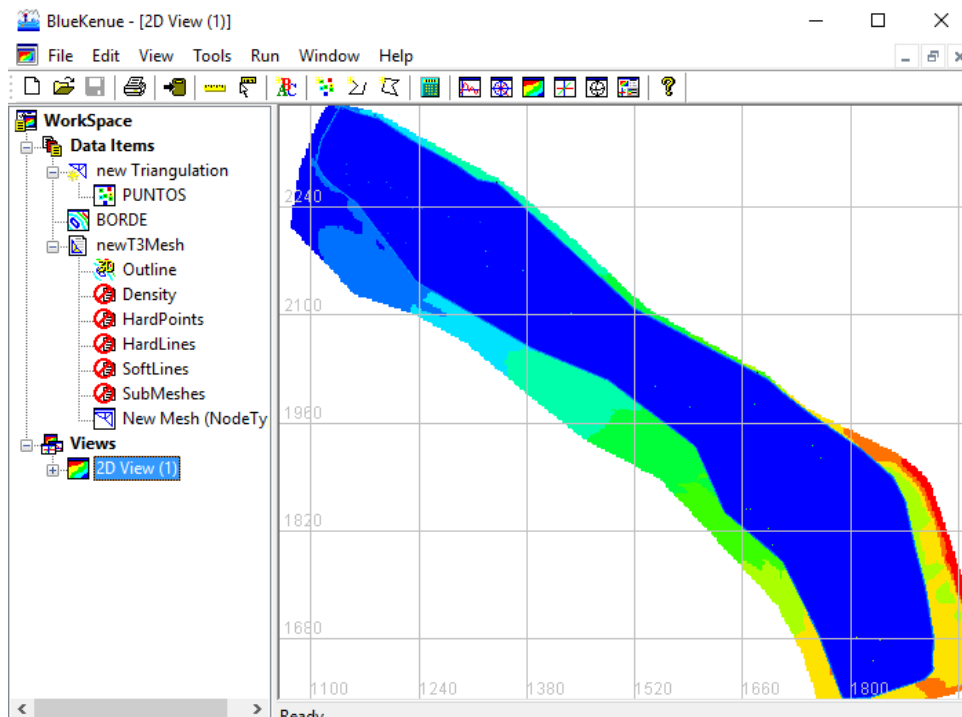 BlueKenue - [2D View (1)]
File Edit View Tools Run Window Help
WorkSpace
Data Items
new Triangulation
PUNTOS
BORDE
newT3Mesh
Outline
Density
HardPoints
HardLines
SoftLines
SubMeshes
New Mesh (NodeTy
Views
2D View (1)
2240
2100
1960
1820
1680
1100 1240 1380 1520 1660 1800
Ready